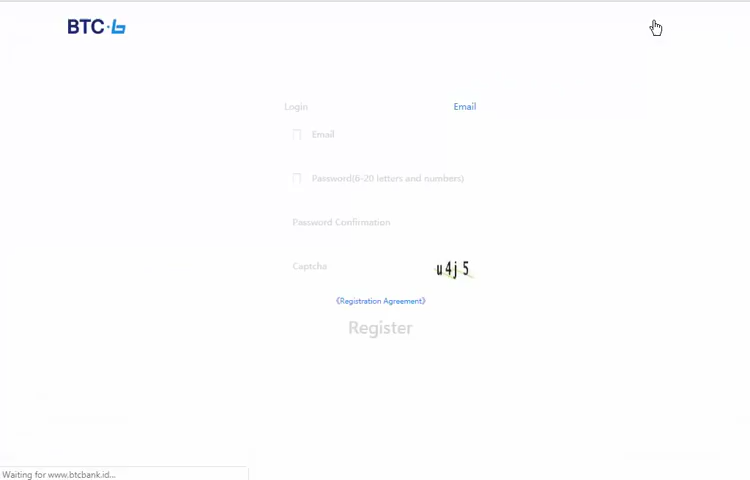 BTC·b
Login Email
Email
Password(6-20 letters and numbers)
Password Confirmation
Captcha u4j5
《Registration Agreement》
Register
Waiting for www.btcbank.id...